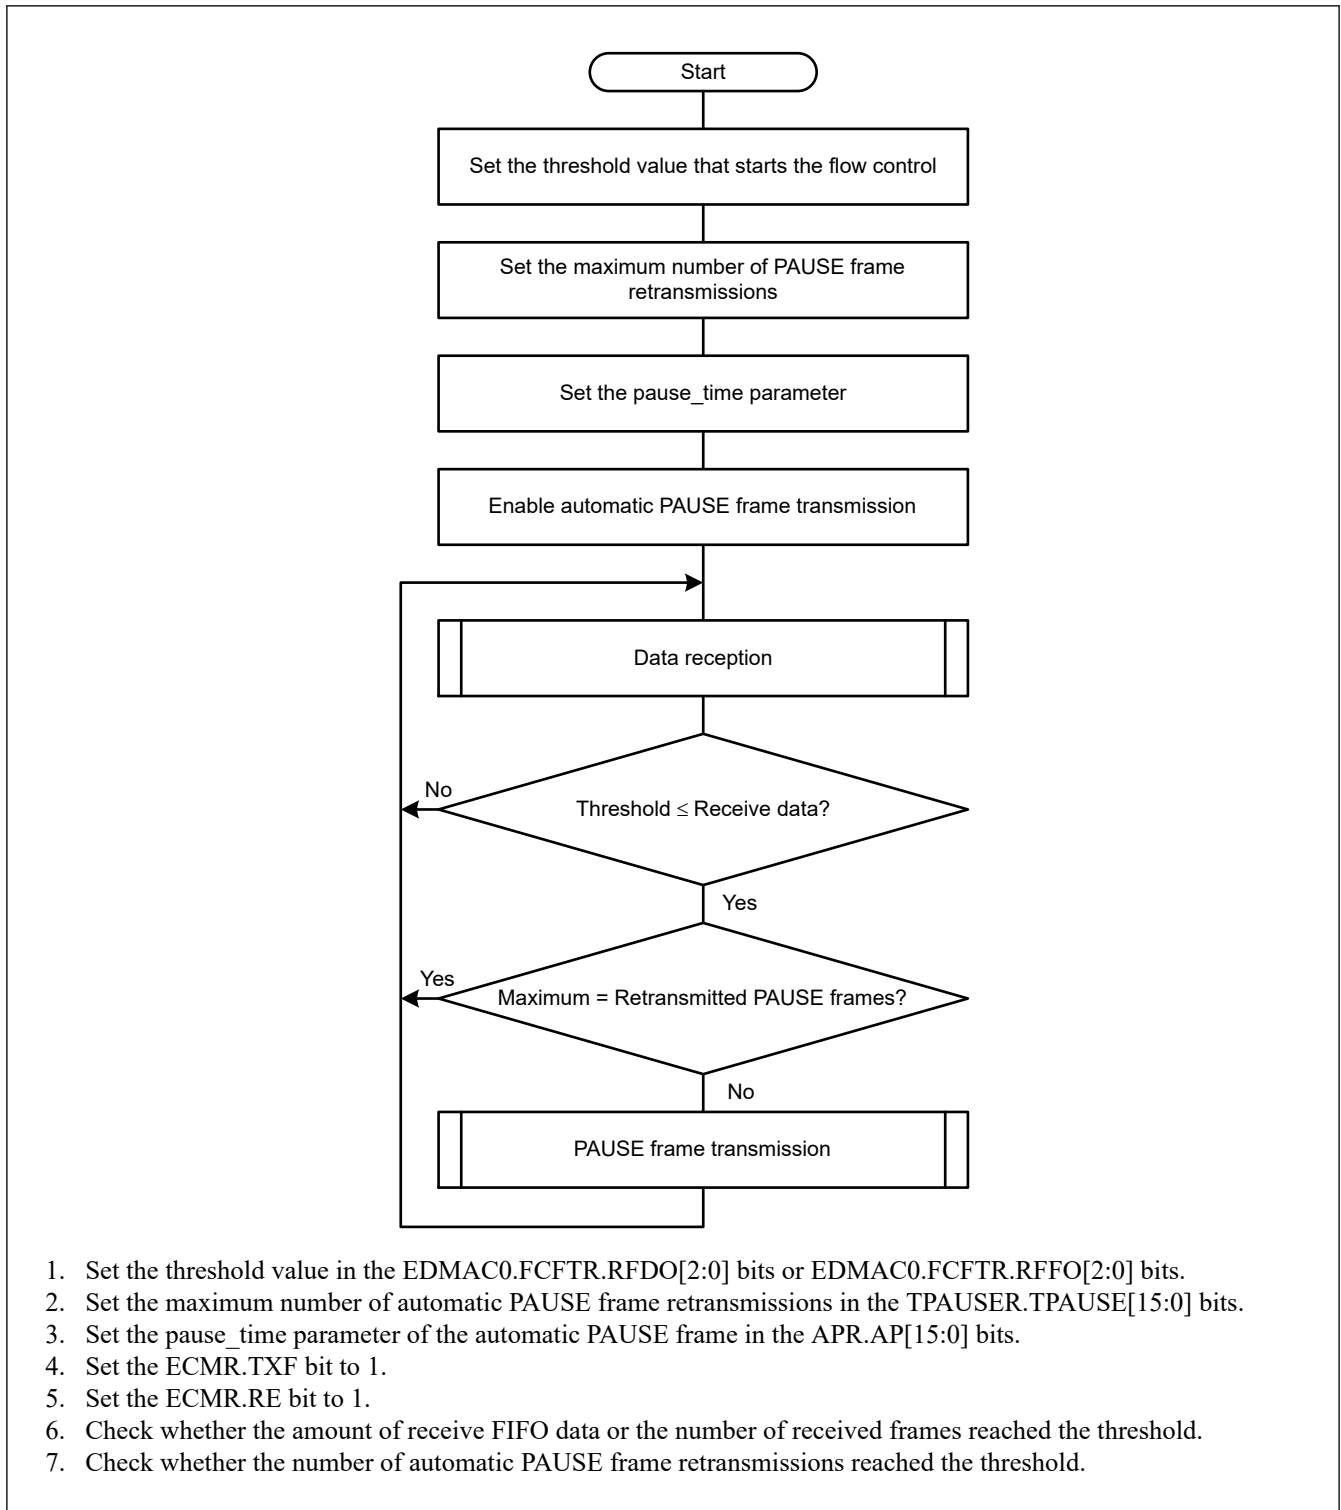 Start
Set the threshold value that starts the flow control
Set the maximum number of PAUSE frame
retransmissions
Set the pause_time parameter
Enable automatic PAUSE frame transmission
Data reception
No
Threshold ≤ Receive data?
Yes
Yes
Maximum = Retransmitted PAUSE frames?
No
PAUSE frame transmission
1. Set the threshold value in the EDMAC0.FCFTR.RFDO[2:0] bits or EDMAC0.FCFTR.RFFO[2:0] bits.
2. Set the maximum number of automatic PAUSE frame retransmissions in the TPAUSER.TPAUSE[15:0] bits.
3. Set the pause_time parameter of the automatic PAUSE frame in the APR.AP[15:0] bits.
4. Set the ECMR.TXF bit to 1.
5. Set the ECMR.RE bit to 1.
6. Check whether the amount of receive FIFO data or the number of received frames reached the threshold.
7. Check whether the number of automatic PAUSE frame retransmissions reached the threshold.